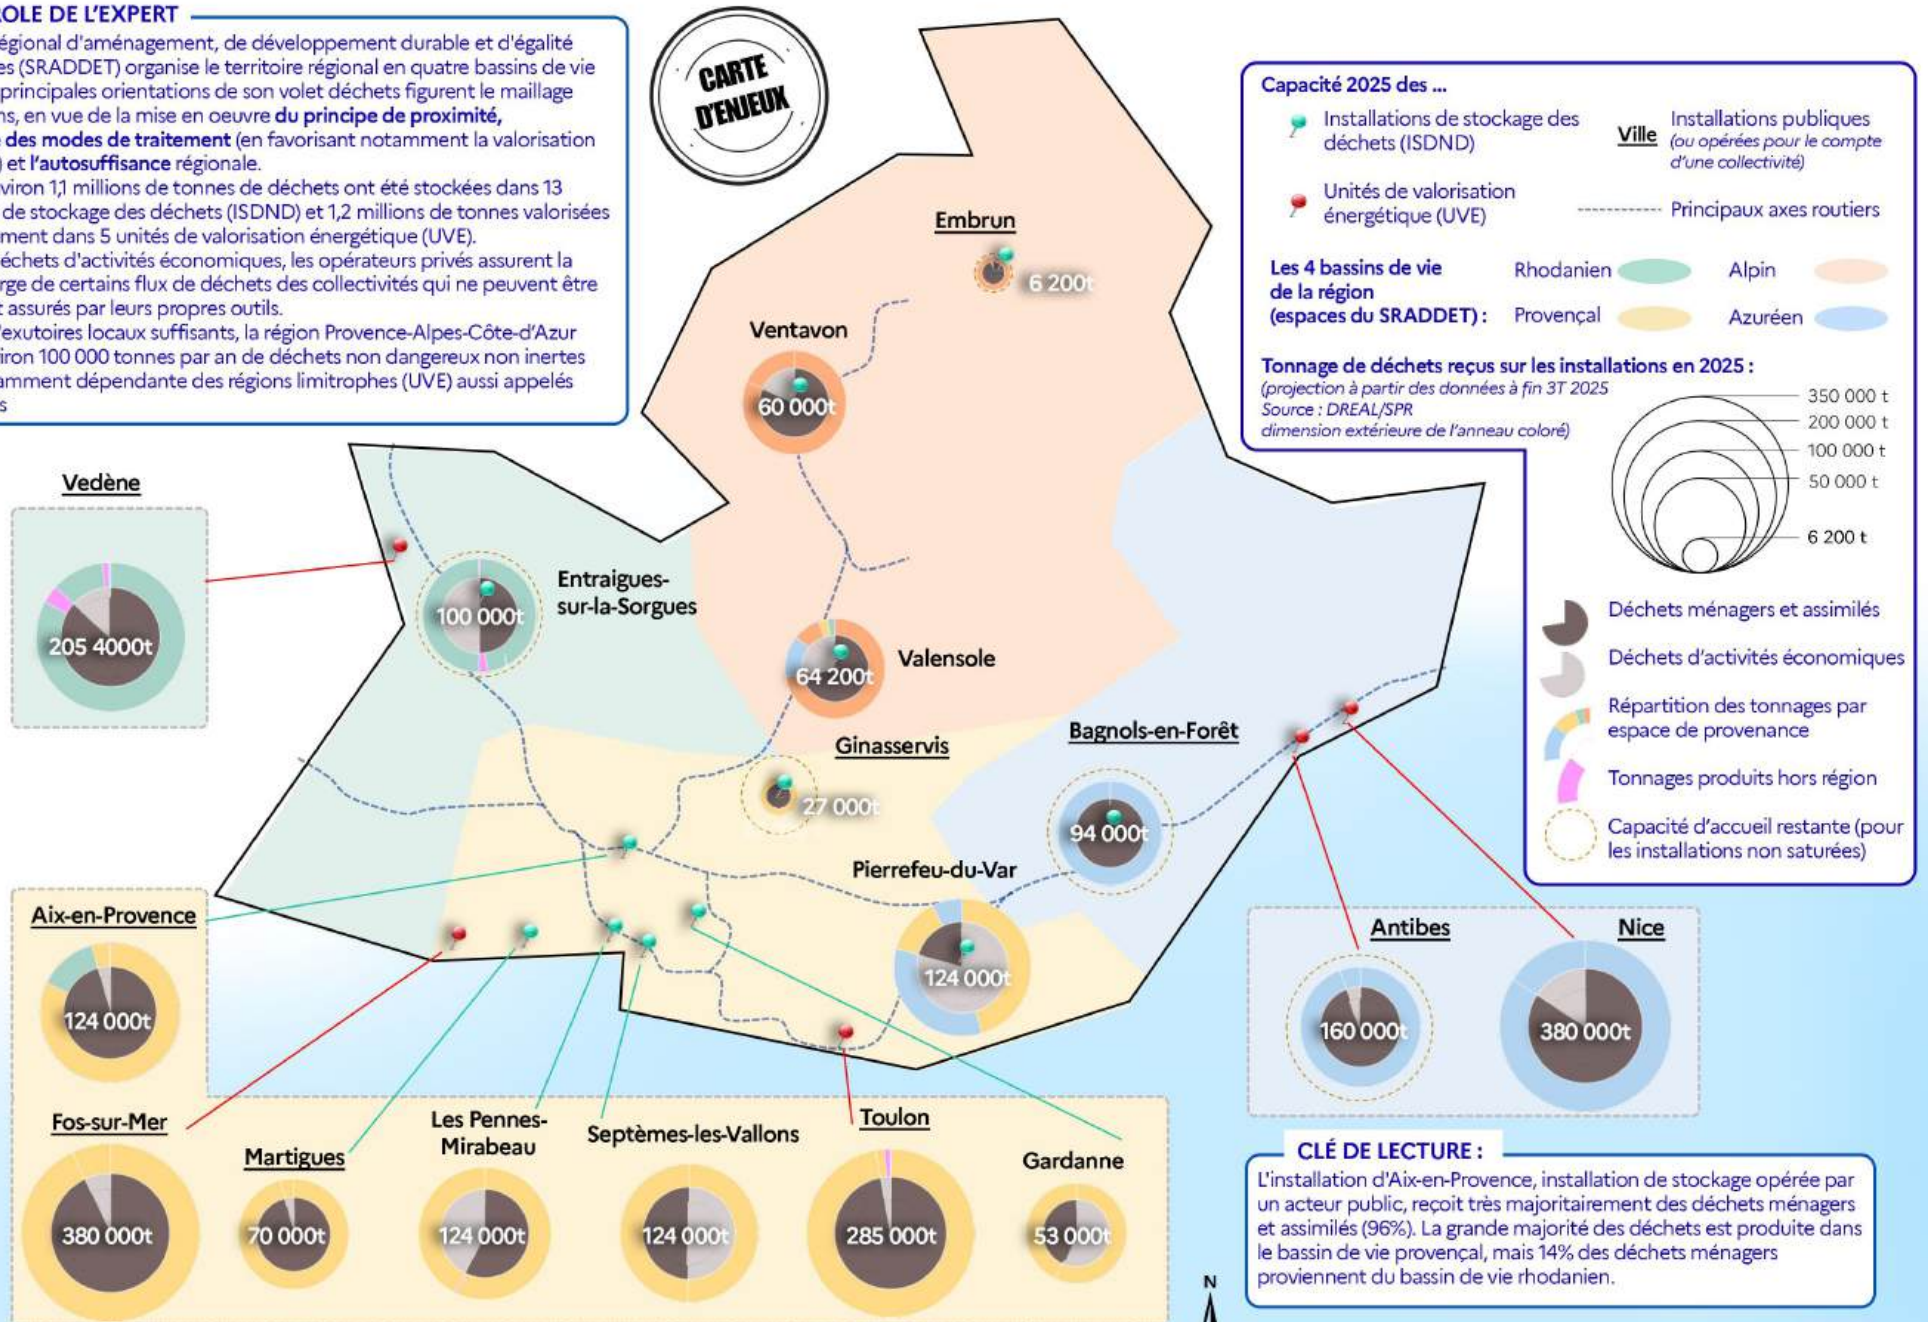 ROLE DE L'EXPERT
égional d'aménagement, de développement durable et d'égalité
es (SRADDET) organise le territoire régional en quatre bassins de vie
principales orientations de son volet déchets figurent le maillage
ns, en vue de la mise en oeuvre du principe de proximité,
des modes de traitement (en favorisant notamment la valorisation
) et l'autosuffisance régionale.
viron 1,1 millions de tonnes de déchets ont été stockées dans 13
de stockage des déchets (ISDND) et 1,2 millions de tonnes valorisées
ment dans 5 unités de valorisation énergétique (UVE).
échets d'activités économiques, les opérateurs privés assurent la
rge de certains flux de déchets des collectivités qui ne peuvent être
t assurés par leurs propres outils.
'exutoires locaux suffisants, la région Provence-Alpes-Côte-d'Azur
viron 100 000 tonnes par an de déchets non dangereux non inertes
amment dépendante des régions limitrophes (UVE) aussi appelés
s
CARTE
D'ENJEUX
Capacité 2025 des ...
Installations de stockage des
déchets (ISDND)
Ville
Installations publiques
(ou opérées pour le compte
d'une collectivité)
Unités de valorisation
énergétique (UVE)
Principaux axes routiers
Les 4 bassins de vie
de la région
(espaces du SRADDET) :
Rhodanien
Alpin
Provençal
Azuréen
Tonnage de déchets reçus sur les installations en 2025 :
(projection à partir des données à fin 3T 2025
Source : DREAL/SPR
dimension extérieure de l'anneau coloré)
350 000 t
200 000 t
100 000 t
50 000 t
6 200 t
Déchets ménagers et assimilés
Déchets d'activités économiques
Répartition des tonnages par
espace de provenance
Tonnages produits hors région
Capacité d'accueil restante (pour
les installations non saturées)
Embrun
6 200t
Ventavon
60 000t
Vedène
205 4000t
Entraigues-
sur-la-Sorgues
100 000t
Valensole
64 200t
Ginasservis
27 000t
Bagnols-en-Forêt
94 000t
Pierrefeu-du-Var
124 000t
Aix-en-Provence
124 000t
Antibes
160 000t
Nice
380 000t
Fos-sur-Mer
380 000t
Martigues
70 000t
Les Pennes-
Mirabeau
124 000t
Septèmes-les-Vallons
124 000t
Toulon
285 000t
Gardanne
53 000t
CLÉ DE LECTURE :
L'installation d'Aix-en-Provence, installation de stockage opérée par
un acteur public, reçoit très majoritairement des déchets ménagers
et assimilés (96%). La grande majorité des déchets est produite dans
le bassin de vie provençal, mais 14% des déchets ménagers
proviennent du bassin de vie rhodanien.
N